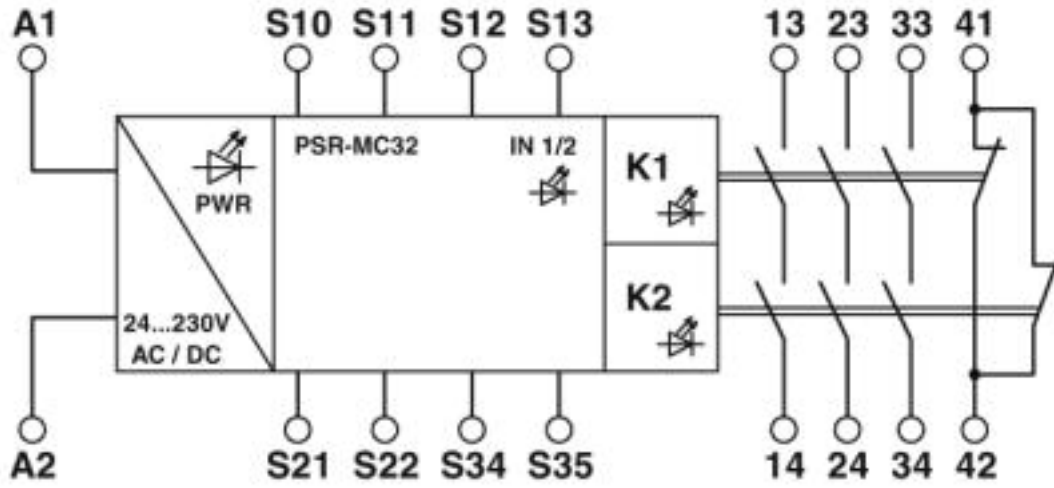 A1 S10 S11 S12 S13 13 23 33 41
PSR-MC32 IN 1/2
K1
PWR
K2
24...230V
AC / DC
A2 S21 S22 S34 S35 14 24 34 42